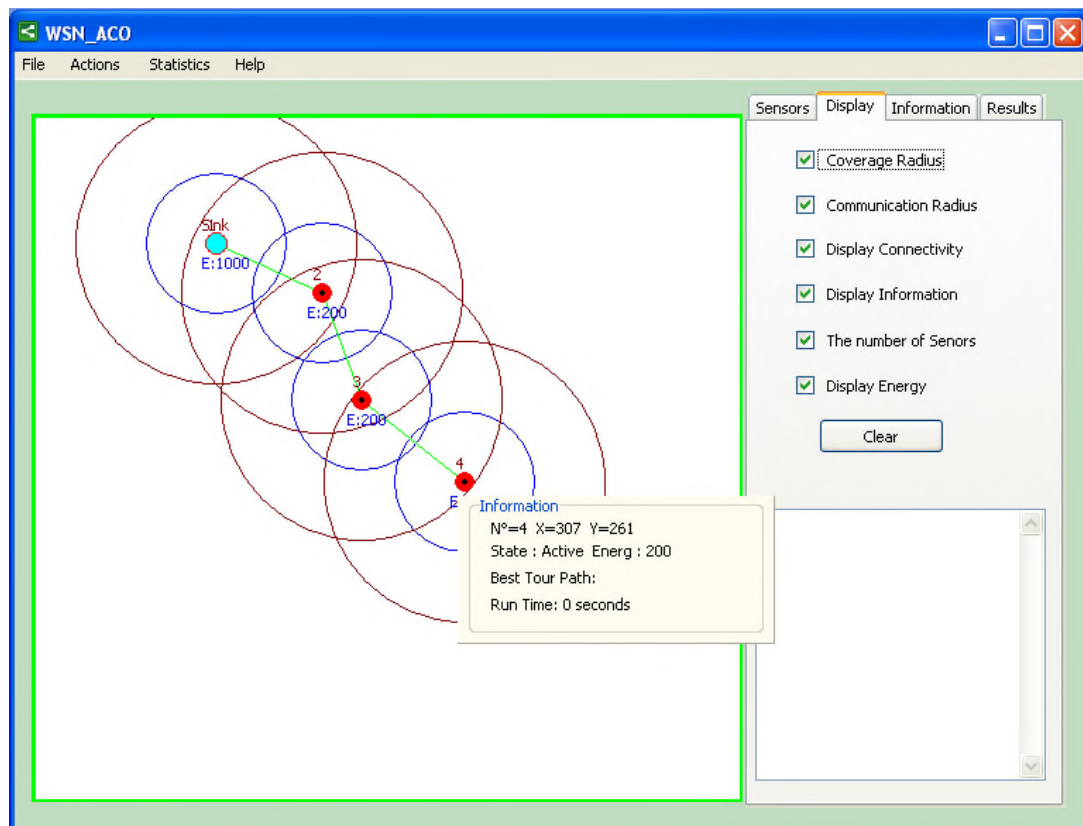 WSN_ACO
File Actions Statistics Help
Sensors Display Information Results
Coverage Radius
Communication Radius
Display Connectivity
Display Information
The number of Senors
Display Energy
Clear
Sink
E:1000
2
E:200
3
E:200
4
E
Information
N°=4 X=307 Y=261
State : Active Energ : 200
Best Tour Path:
Run Time: 0 seconds